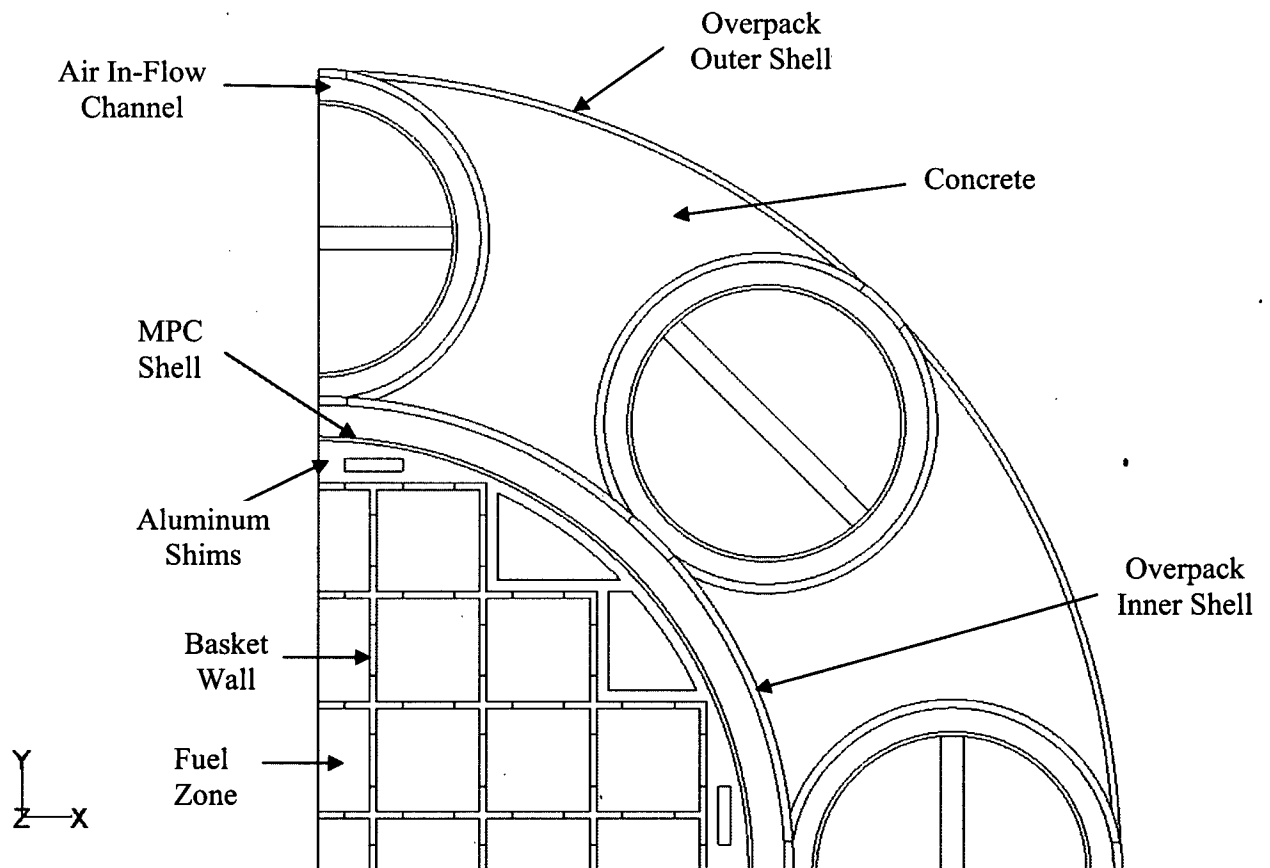 Overpack
Outer Shell
Air In-Flow
Channel
Concrete
MPC
Shell
Aluminum
Shims
Overpack
Inner Shell
Basket
Wall
Fuel
Zone
Y
Z
X